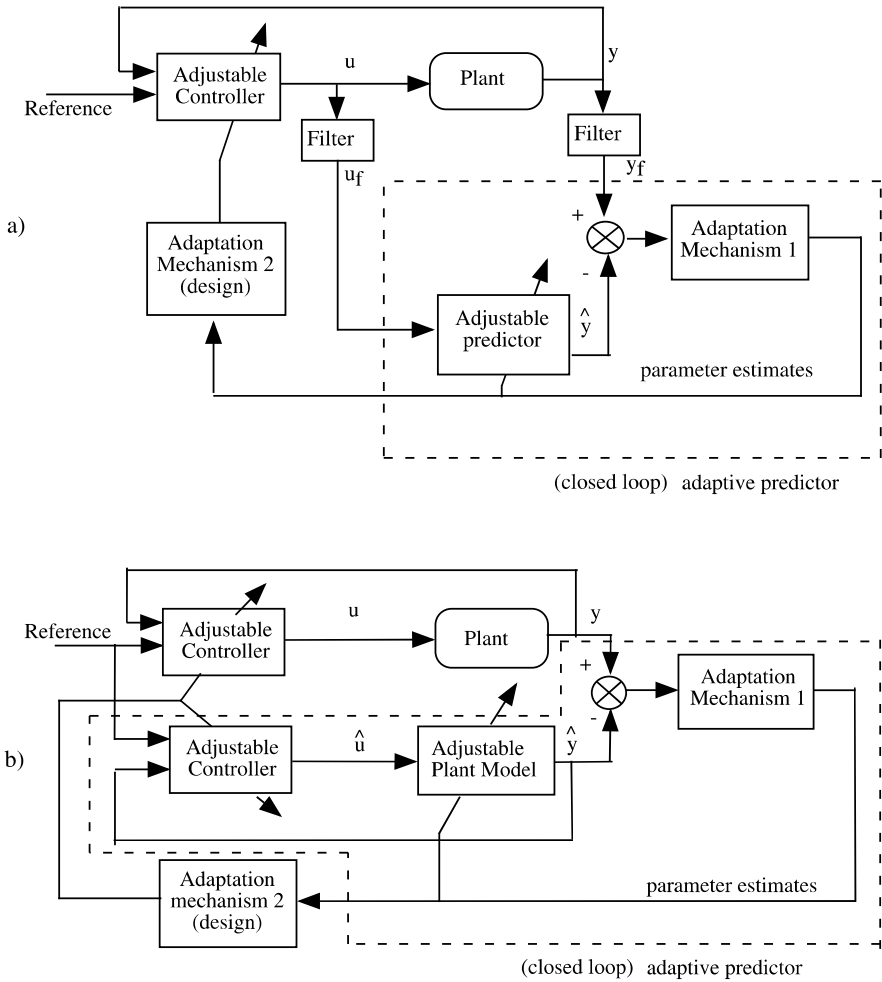 a)
Reference
Adjustable
Controller
u
Plant
y
Filter
u_f
Filter
y_f
+
-
Adaptation
Mechanism 1
Adaptation
Mechanism 2
(design)
Adjustable
predictor
ŷ
parameter estimates
(closed loop) adaptive predictor
b)
Reference
Adjustable
Controller
u
Plant
y
+
-
Adaptation
Mechanism 1
Adjustable
Controller
û
Adjustable
Plant Model
ŷ
Adaptation
mechanism 2
(design)
parameter estimates
(closed loop) adaptive predictor